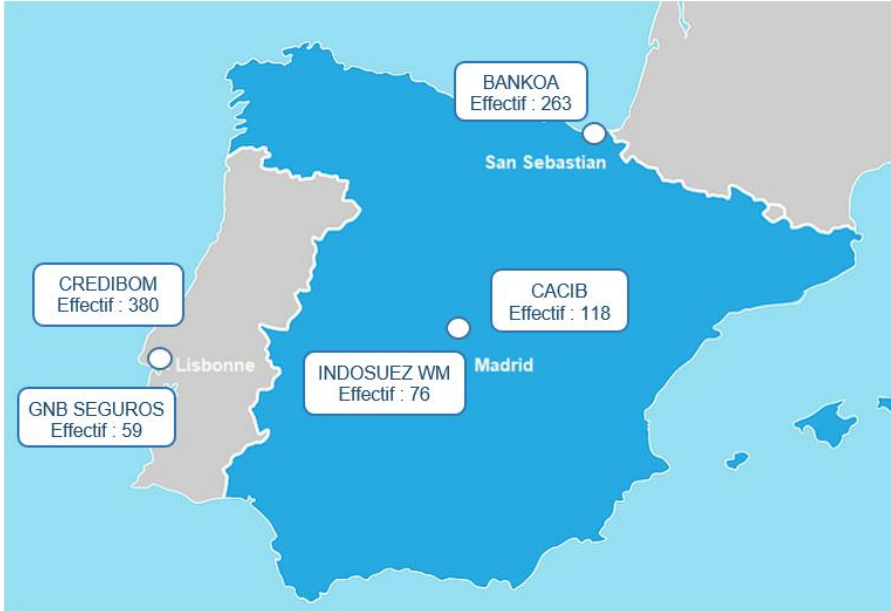 BANKOA
Effectif : 263
San Sebastian
CREDIBOM
Effectif : 380
CACIB
Effectif : 118
Lisbonne
INDOSUEZ WM
Effectif : 76
Madrid
GNB SEGUROS
Effectif : 59